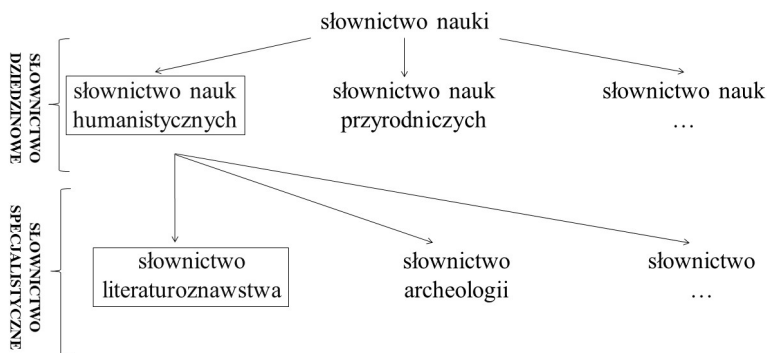 słownictwo nauki
SŁOWNICTWO
DZIEDZINOWE
słownictwo nauk
humanistycznych
słownictwo nauk
przyrodniczych
słownictwo nauk
…
SŁOWNICTWO
SPECJALISTYCZNE
słownictwo
literaturoznawstwa
słownictwo
archeologii
słownictwo
…